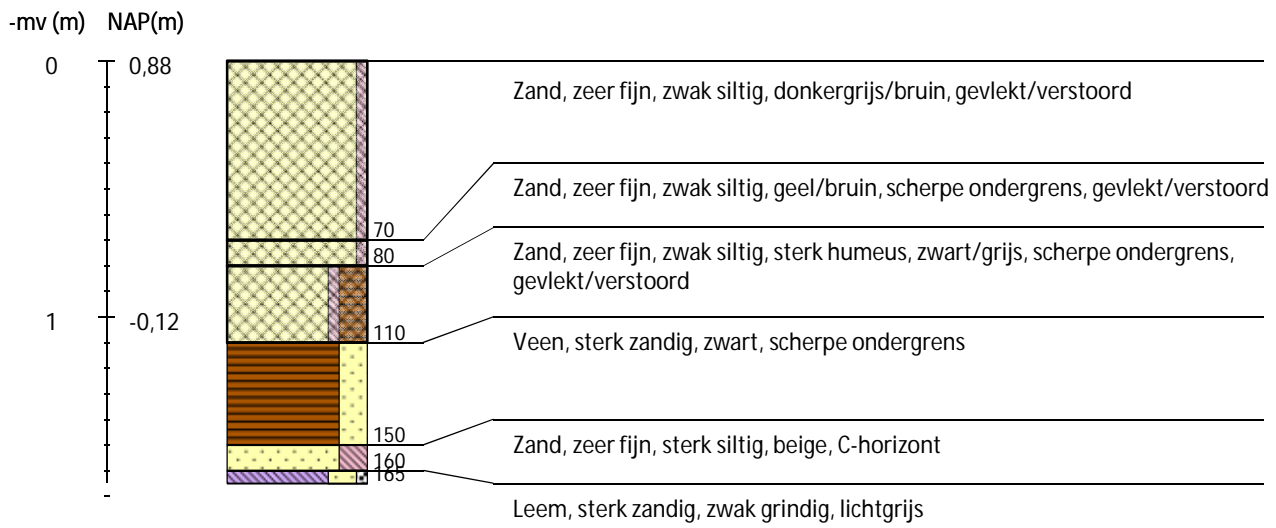 -mv (m) NAP(m)
0 0,88
Zand, zeer fijn, zwak siltig, donkergrijs/bruin, gevlekt/verstoord
Zand, zeer fijn, zwak siltig, geel/bruin, scherpe ondergrens, gevlekt/verstoord
70
80
Zand, zeer fijn, zwak siltig, sterk humeus, zwart/grijs, scherpe ondergrens,
gevlekt/verstoord
1 -0,12
110
Veen, sterk zandig, zwart, scherpe ondergrens
150
Zand, zeer fijn, sterk siltig, beige, C-horizont
160
165
Leem, sterk zandig, zwak grindig, lichtgrijs